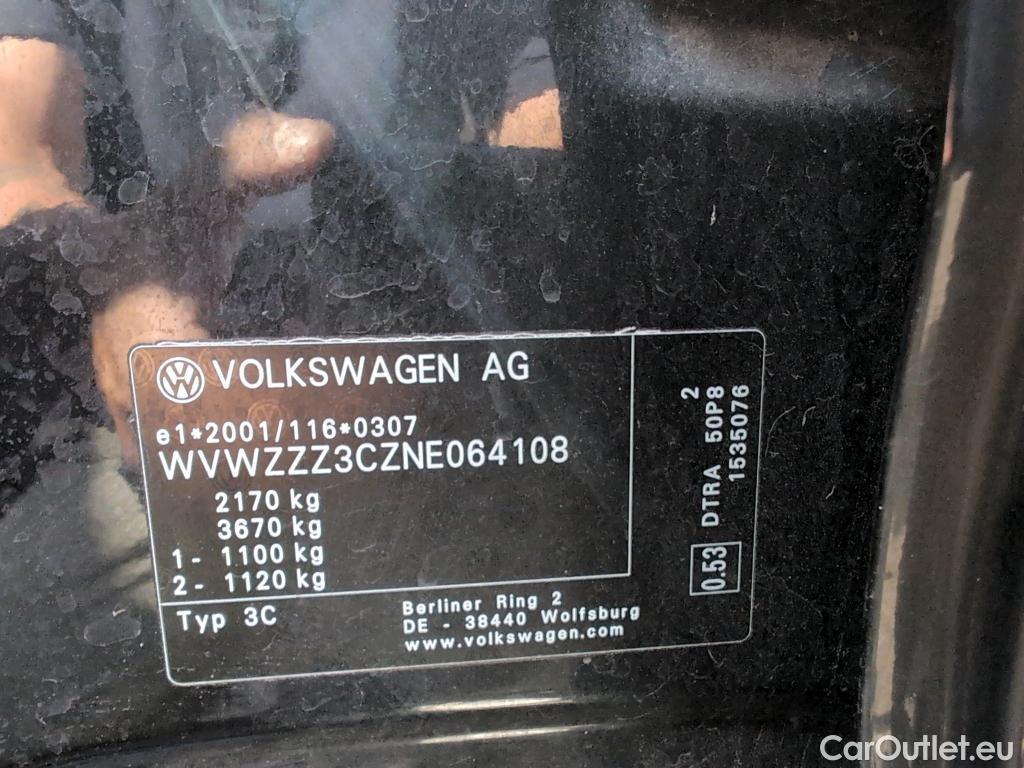 VOLKSWAGEN AG
e1*2001/116*0307
WVWZZZ3CZNE064108
2170 kg
3670 kg
1- 1100 kg
2- 1120 kg
Typ 3C
Berliner Ring 2
DE - 38440 Wolfsburg
www.volkswagen.com
2
DTRA 50P8
1535076
0.53
CarOutlet.eu